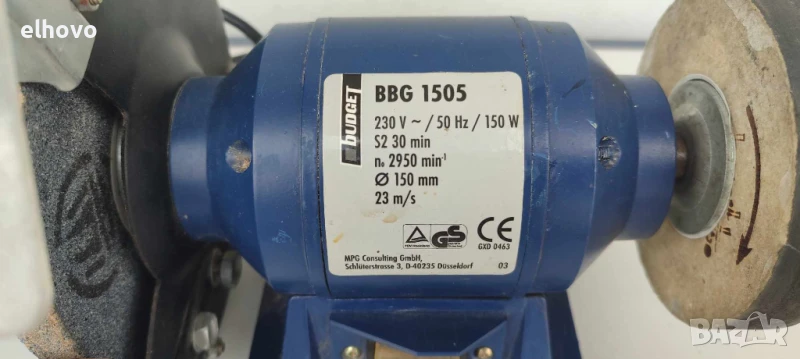 elhovo
BUDGET
BBG 1505
230 V ~ / 50 Hz / 150 W
S2 30 min
n₀ 2950 min⁻¹
Ø 150 mm
23 m/s
GS
CE
GXD 0463
MPG Consulting GmbH,
Schlüterstrasse 3, D-40235 Düsseldorf
03
BAZAR